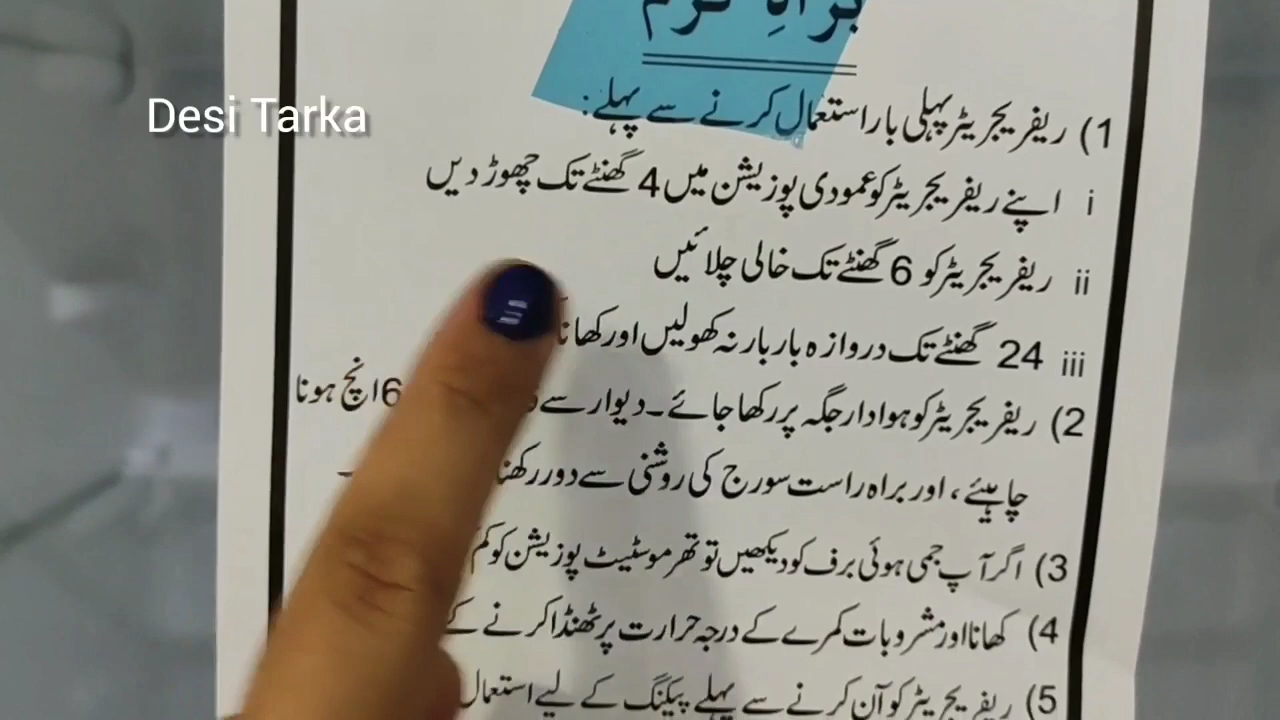 براہِ کرم
Desi Tarka
1) ریفریجریٹر پہلی بار استعمال کرنے سے پہلے:
i اپنے ریفریجریٹر کو عمودی پوزیشن میں 4 گھنٹے تک چھوڑ دیں
ii ریفریجریٹر کو 6 گھنٹے تک خالی چلائیں
iii 24 گھنٹے تک دروازہ بار بار نہ کھولیں اور کھانا
2) ریفریجریٹر کو ہوادار جگہ پر رکھا جائے۔ دیوار سے 6 انچ ہونا
چاہیئے، اور براہ راست سورج کی روشنی سے دور رکھنا
3) اگر آپ جمی ہوئی برف کو دیکھیں تو تھرموسٹیٹ پوزیشن کو کم
4) کھانا اور مشروبات کمرے کے درجہ حرارت پر ٹھنڈا کرنے کے
5) ریفریجریٹر کو آن کرنے سے پہلے پیکنگ کے لیے استعمال